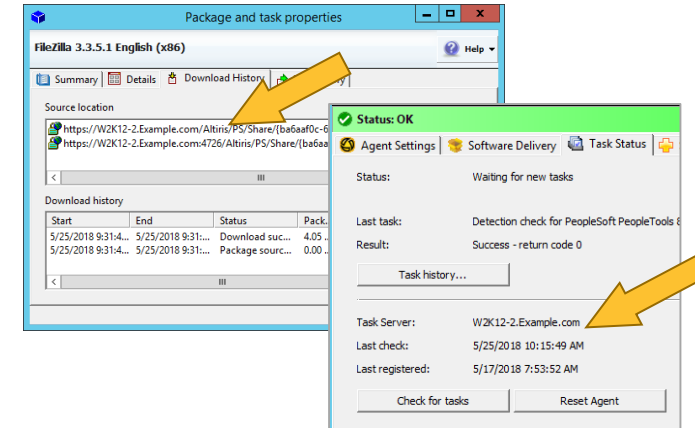 Package and task properties
FileZilla 3.3.5.1 English (x86)
Help
Summary Details Download History
Source location
https://W2K12-2.Example.com/Altiris/PS/Share/{ba6aaf0c-6
https://W2K12-2.Example.com:4726/Altiris/PS/Share/{ba6aa
Download history
Start End Status Pack...
5/25/2018 9:31:4... 5/25/2018 9:31:... Download suc... 4.05 ..
5/25/2018 9:31:4... 5/25/2018 9:31:... Package sourc... 0.00 ..
Status: OK
Agent Settings Software Delivery Task Status
Status: Waiting for new tasks
Last task: Detection check for PeopleSoft PeopleTools 8
Result: Success - return code 0
Task history...
Task Server: W2K12-2.Example.com
Last check: 5/25/2018 10:15:49 AM
Last registered: 5/17/2018 7:53:52 AM
Check for tasks Reset Agent